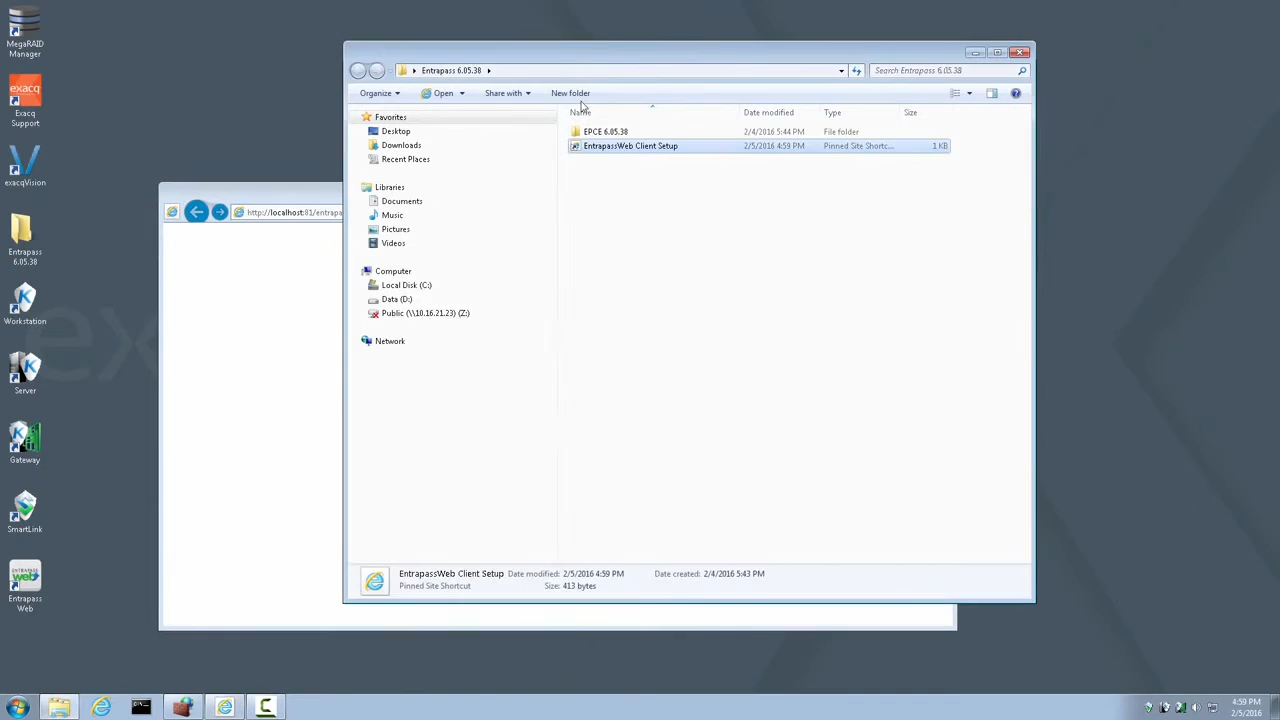 MegaRAID
Manager
exacq
Exacq
Support
exacqVision
Entrapass
6.05.38
Workstation
Server
Gateway
SmartLink
ENTRAPASS
web
Entrapass
Web
http://localhost:81/entrapa
Entrapass 6.05.38
Search Entrapass 6.05.38
Organize
Open
Share with
New folder
Favorites
Desktop
Downloads
Recent Places
Libraries
Documents
Music
Pictures
Videos
Computer
Local Disk (C:)
Data (D:)
Public (\\10.16.21.23) (Z:)
Network
Name Date modified Type Size
EPCE 6.05.38 2/4/2016 5:44 PM File folder
EntrapassWeb Client Setup 2/5/2016 4:59 PM Pinned Site Shortc... 1 KB
EntrapassWeb Client Setup Date modified: 2/5/2016 4:59 PM Date created: 2/4/2016 5:43 PM
Pinned Site Shortcut Size: 413 bytes
4:59 PM
2/5/2016